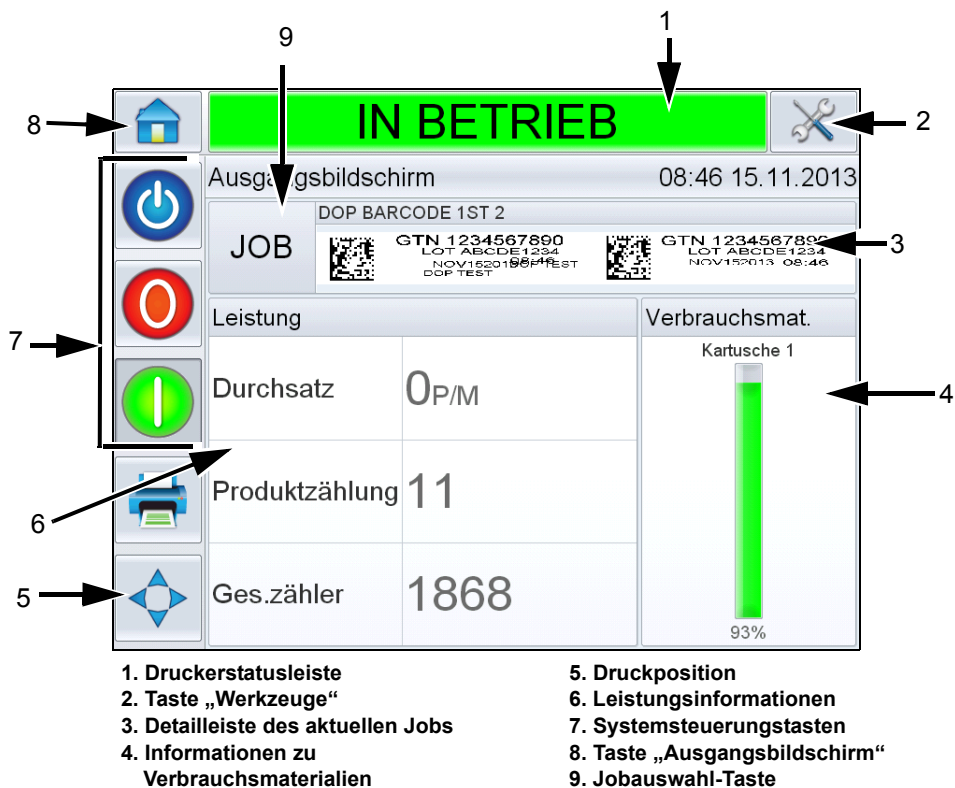 1
9
8
IN BETRIEB
2
Ausgangsbildschirm 08:46 15.11.2013
DOP BARCODE 1ST 2
JOB
GTN 1234567890
LOT ABCDE1234
DOP TEST
GTN 1234567890
LOT ABCDE1234
NOV152013 08:46
3
7
Leistung
Verbrauchsmat.
Kartusche 1
Durchsatz 0P/M
4
Produktzählung 11
6
5
Ges.zähler 1868
93%
1. Druckerstatusleiste
2. Taste „Werkzeuge“
3. Detailleiste des aktuellen Jobs
4. Informationen zu
Verbrauchsmaterialien
5. Druckposition
6. Leistungsinformationen
7. Systemsteuerungstasten
8. Taste „Ausgangsbildschirm“
9. Jobauswahl-Taste